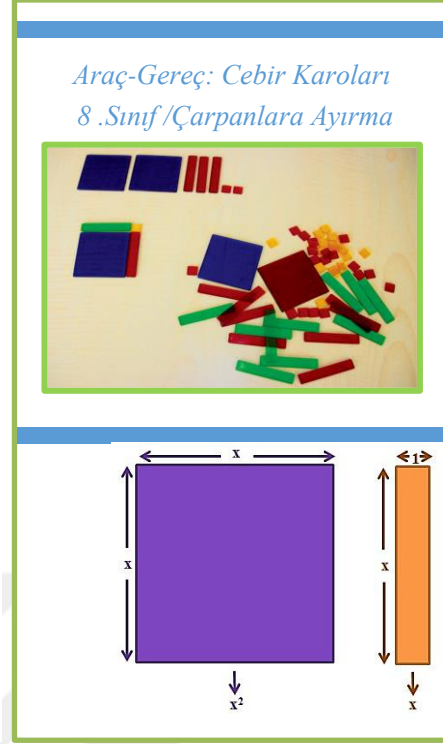 Araç-Gereç: Cebir Karoları
8 .Sınıf /Çarpanlara Ayırma
x
1
x
x
x²
x